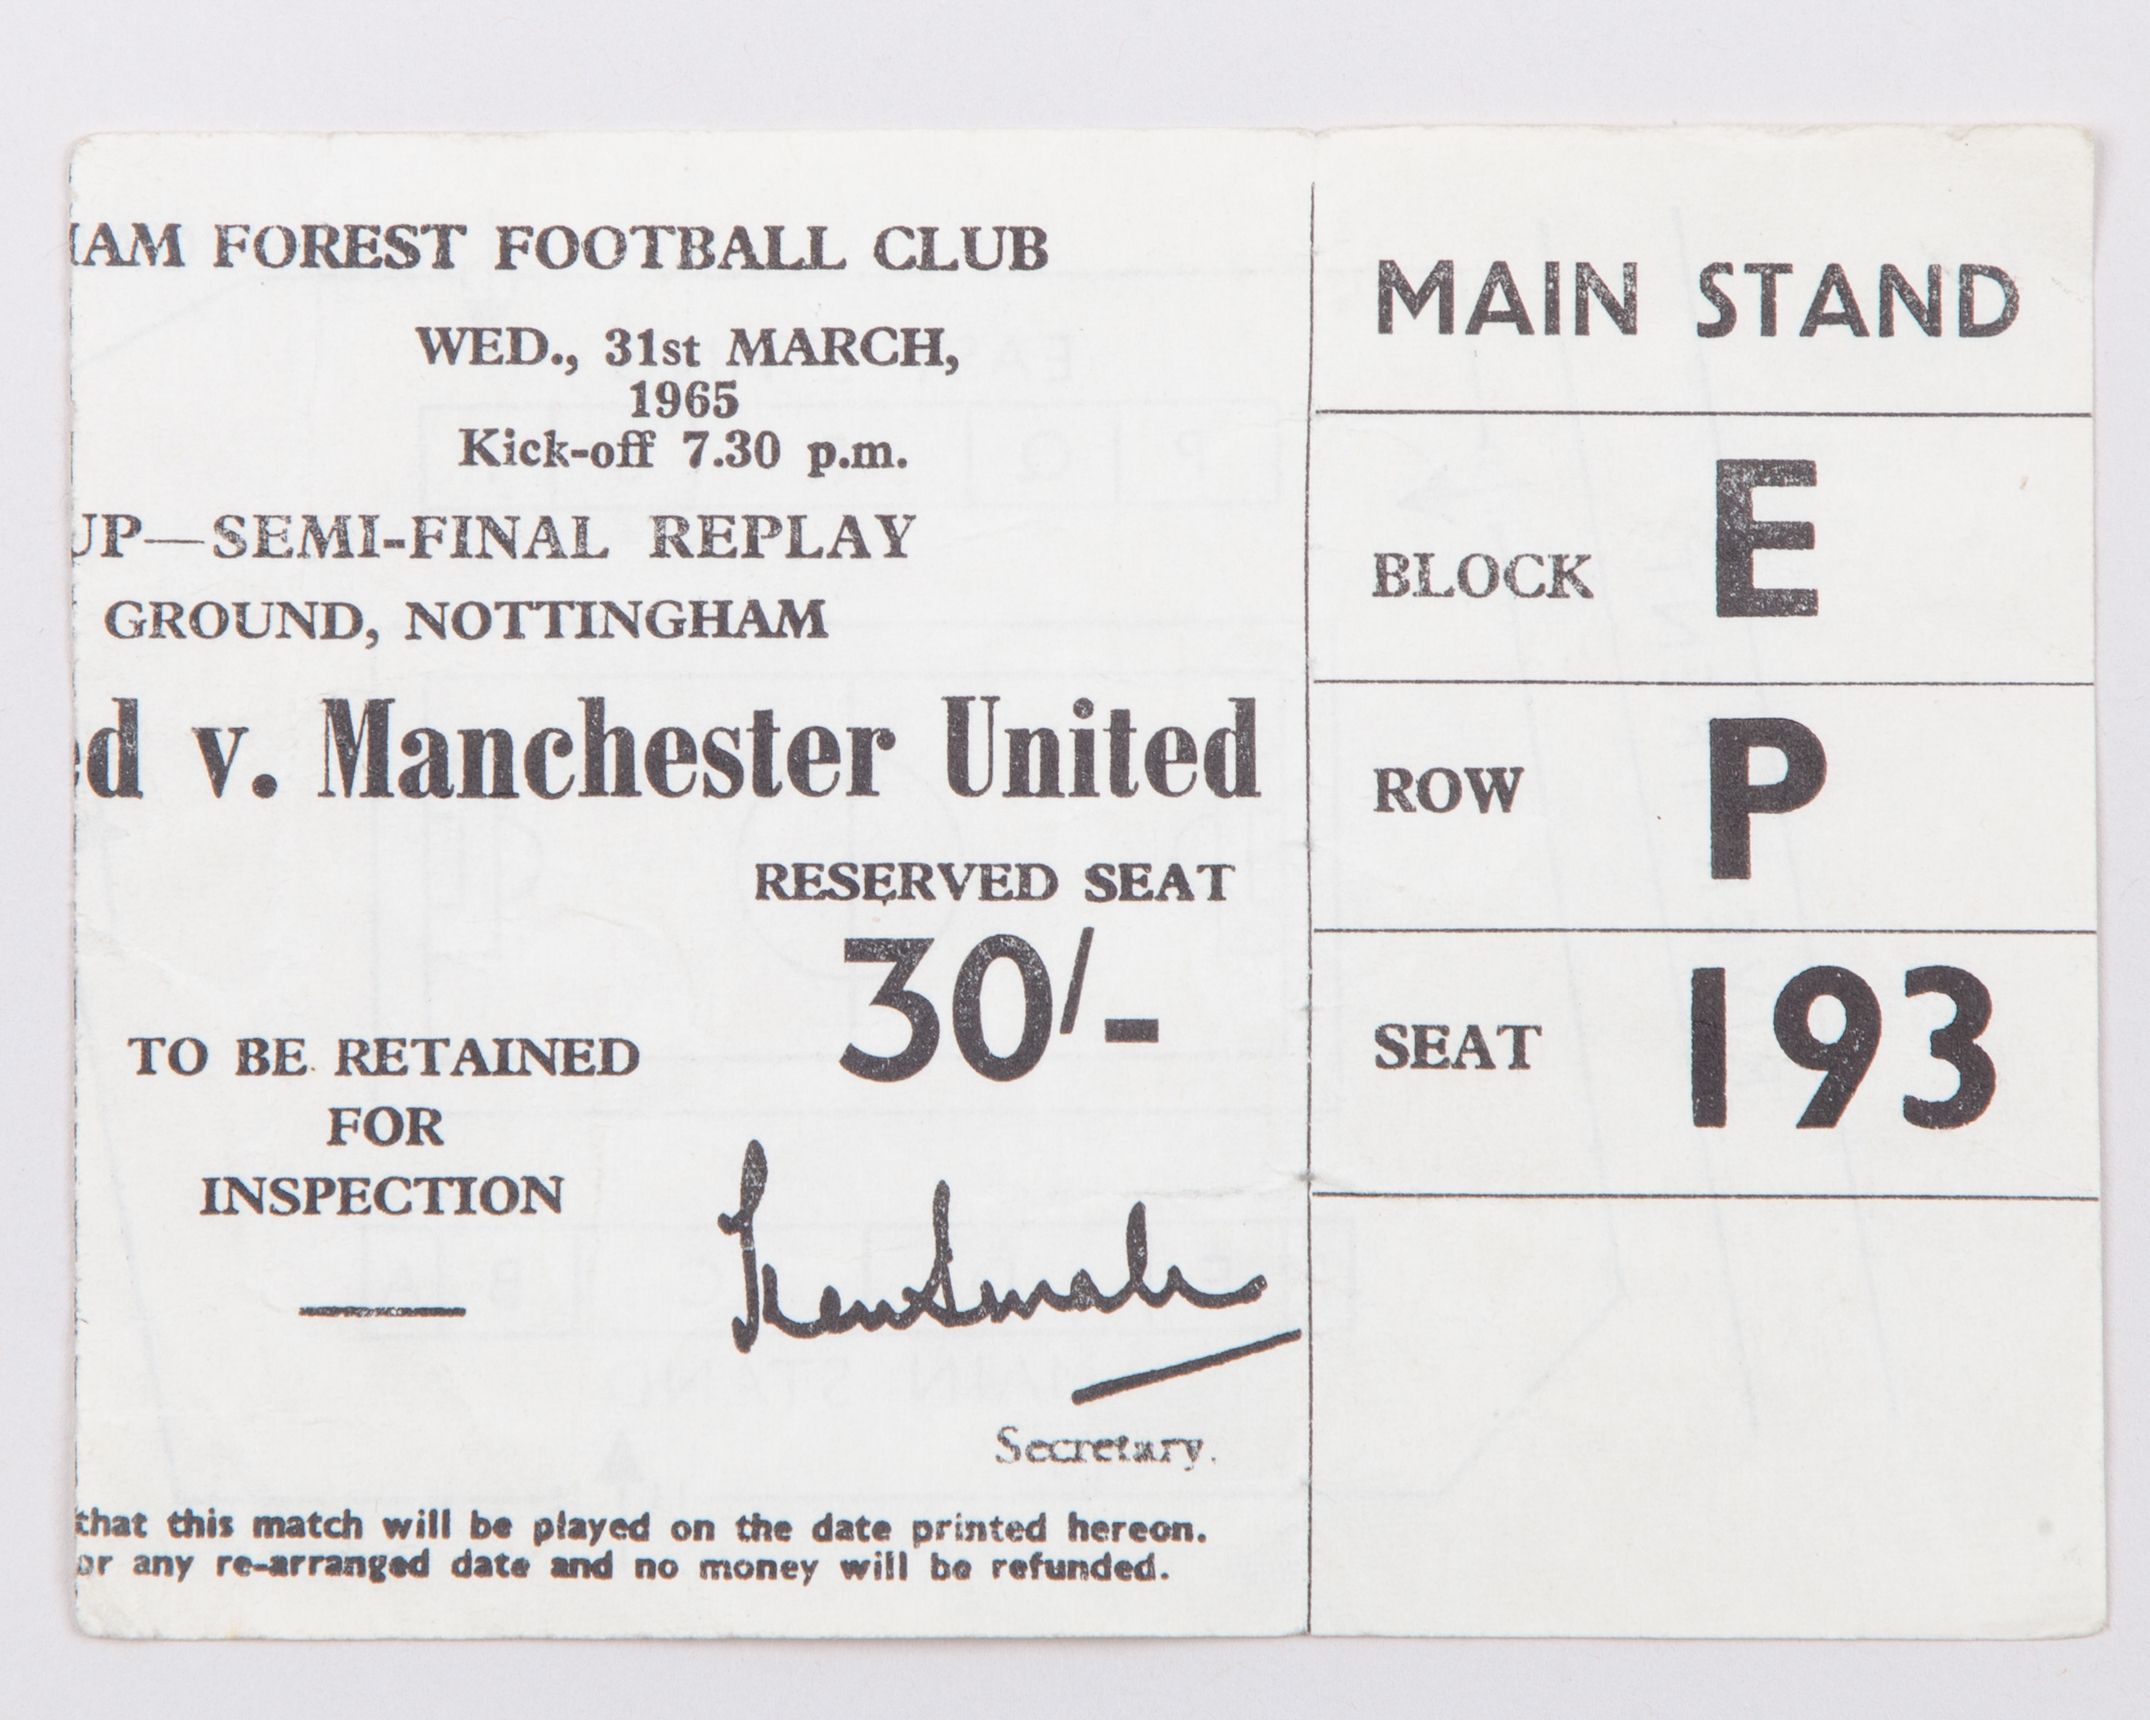 HAM FOREST FOOTBALL CLUB
WED., 31st MARCH,
1965
Kick-off 7.30 p.m.
UP—SEMI-FINAL REPLAY
GROUND, NOTTINGHAM
ed v. Manchester United
RESERVED SEAT
30/-
TO BE RETAINED
FOR
INSPECTION
Secretary.
that this match will be played on the date printed hereon.
or any re-arranged date and no money will be refunded.
MAIN STAND
BLOCK E
ROW P
SEAT 193